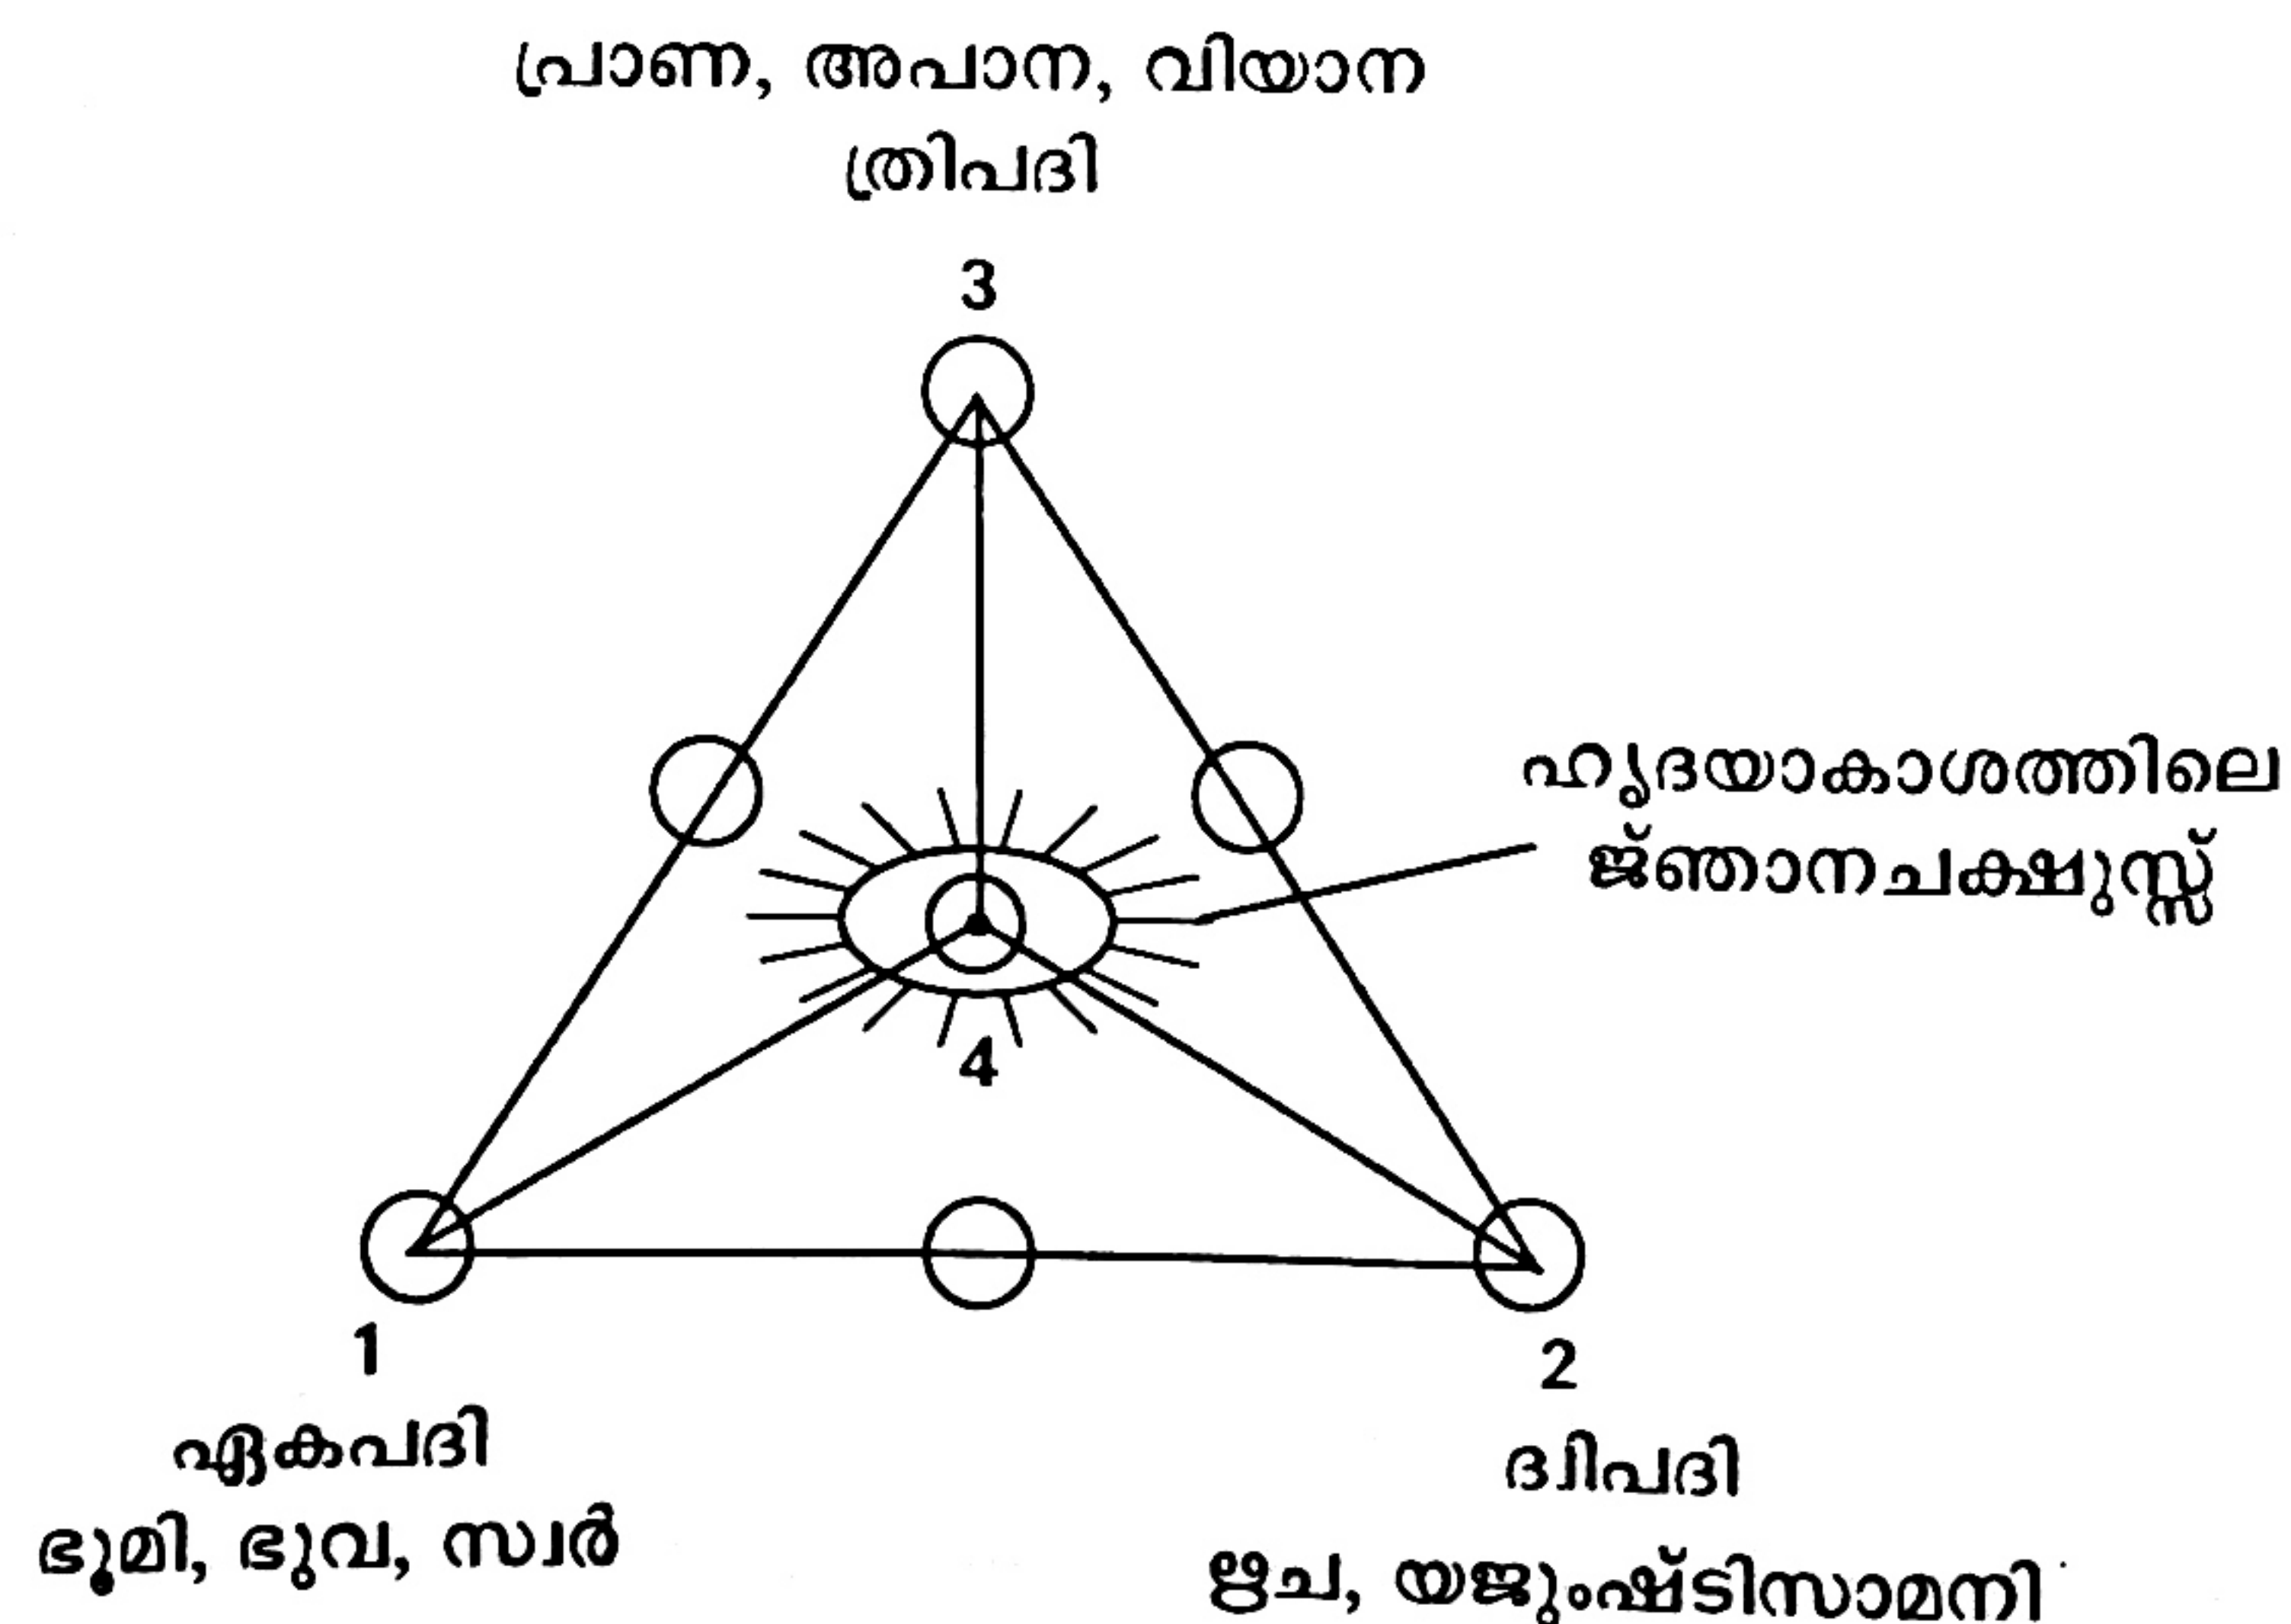 പ്രാണ, അപാന, വിയാന
ത്രിപദി
3
ഹൃദയാകാശത്തിലെ
ജ്ഞാനചക്ഷുസ്സ്
4
1
2
ഏകപദി
ദ്വിപദി
ഭൂമി, ഭുവ, സ്വർ
ഋച, യജുംഷ്ടിസാമനി